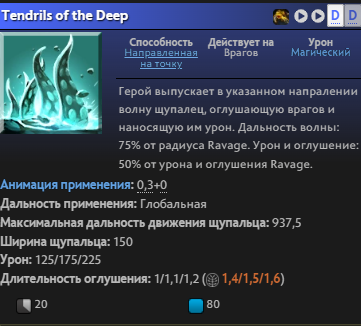 Tendrils of the Deep
D D
Способность Действует на Урон
Направленная Врагов Магический
на точку
Герой выпускает в указанном напралении
волну щупалец, оглушающую врагов и
наносящую им урон. Дальность волны:
75% от радиуса Ravage. Урон и оглушение:
50% от урона и оглушения Ravage.
Анимация применения: 0,3+0
Дальность применения: Глобальная
Максимальная дальность движения щупальца: 937,5
Ширина щупальца: 150
Урон: 125/175/225
Длительность оглушения: 1/1,1/1,2 ( 1,4/1,5/1,6)
20 80